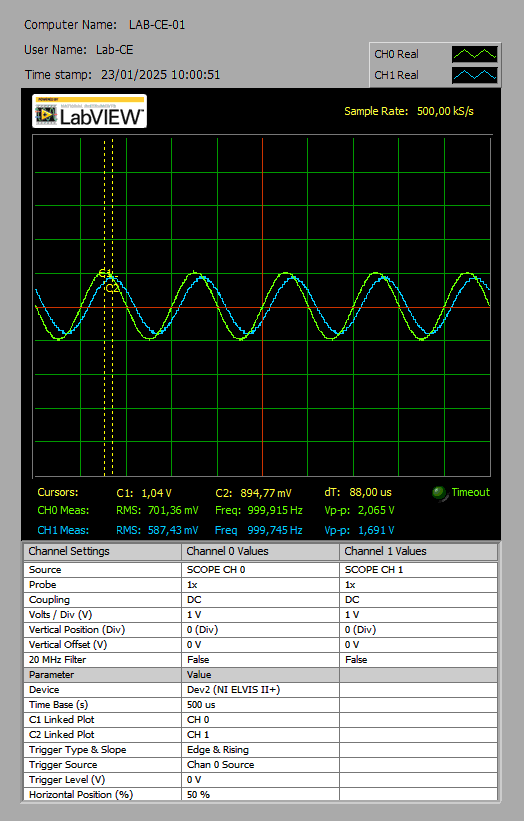 Computer Name: LAB-CE-01
User Name: Lab-CE
Time stamp: 23/01/2025 10:00:51
CH0 Real
CH1 Real
POWERED BY
NATIONAL INSTRUMENTS
LabVIEW™
Sample Rate: 500,00 kS/s
C1
C2
Cursors: C1: 1,04 V C2: 894,77 mV dT: 88,00 us Timeout
CH0 Meas: RMS: 701,36 mV Freq: 999,915 Hz Vp-p: 2,065 V
CH1 Meas: RMS: 587,43 mV Freq 999,745 Hz Vp-p: 1,691 V
Channel Settings Channel 0 Values Channel 1 Values
Source SCOPE CH 0 SCOPE CH 1
Probe 1x 1x
Coupling DC DC
Volts / Div (V) 1 V 1 V
Vertical Position (Div) 0 (Div) 0 (Div)
Vertical Offset (V) 0 V 0 V
20 MHz Filter False False
Parameter Value
Device Dev2 (NI ELVIS II+)
Time Base (s) 500 us
C1 Linked Plot CH 0
C2 Linked Plot CH 1
Trigger Type & Slope Edge & Rising
Trigger Source Chan 0 Source
Trigger Level (V) 0 V
Horizontal Position (%) 50 %